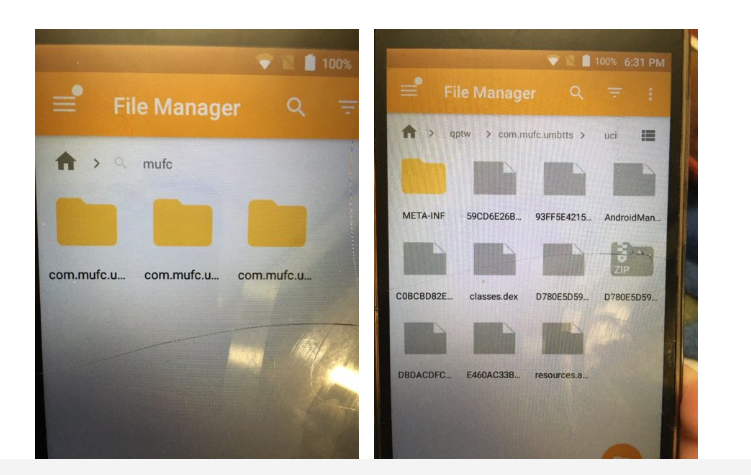 100%
File Manager
mufc
com.mufc.u...
com.mufc.u...
com.mufc.u...
100% 6:31 PM
File Manager
qptw > com.mufc.umbtts > uci
META-INF
59CD6E26B...
93FF5E4215...
AndroidMan...
C0BCBD82E...
classes.dex
D780E5D59...
ZIP
D780E5D59...
DBDACDFC...
E460AC33B...
resources.a...